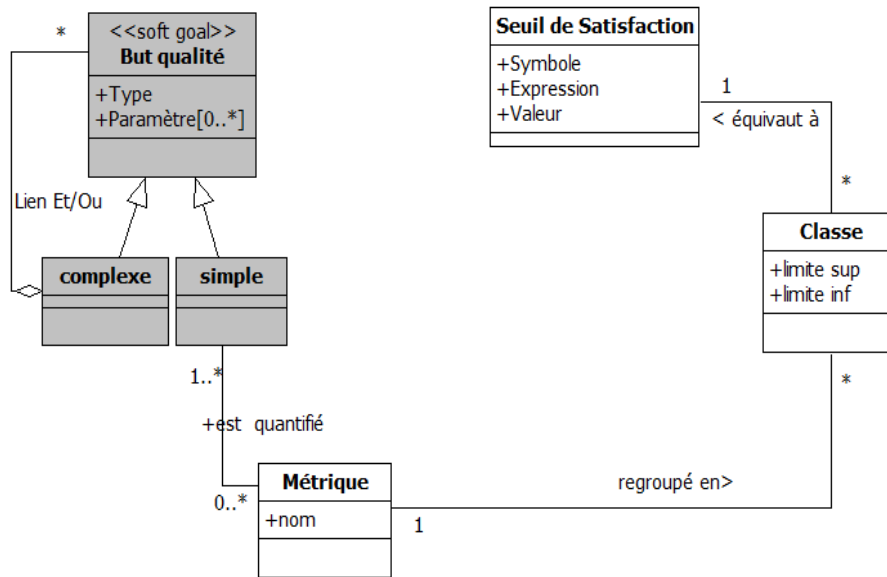 *
<<soft goal>>
But qualité
+Type
+Paramètre[0..*]
Lien Et/Ou
complexe
simple
1..*
+est quantifié
0..*
Métrique
+nom
1
regroupé en>
*
Classe
+limite sup
+limite inf
*
< équivaut à
1
Seuil de Satisfaction
+Symbole
+Expression
+Valeur